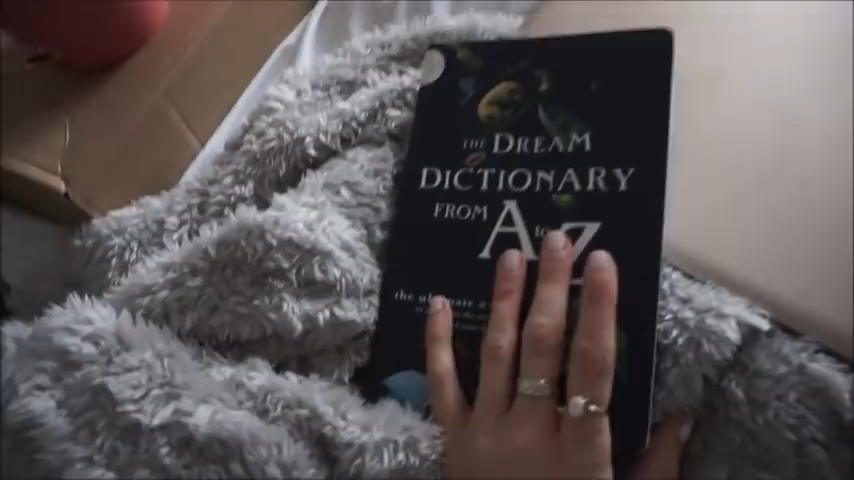 THE DREAM
DICTIONARY
FROM A to Z
the ultimate